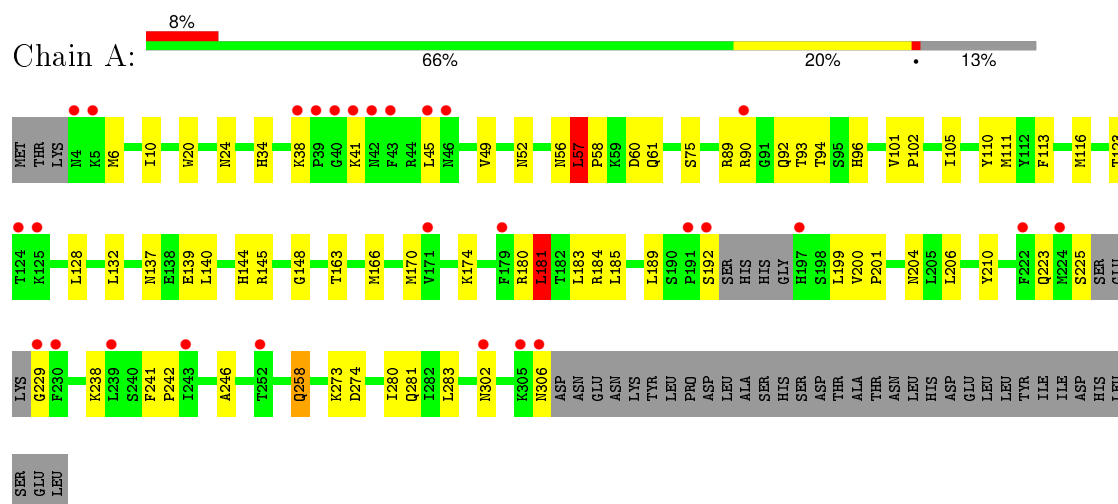 8%
Chain A:
66% 20% • 13%
MET THR LYS N4 K5 M6 I10 W20 N24 H34 K38 P39 G40 K41 N42 F43 R44 L45 N46 V49 N52 N56 L57 P58 K59 D60 Q61 S75 R89 R90 G91 Q92 T93 T94 S95 H96 V101 P102 I105 Y110 M111 Y112 F113 M116 T123
T124 K125 L128 L132 N137 E138 E139 L140 H144 R145 G148 T163 M166 M170 V171 K174 F179 R180 L181 T182 L183 R184 L185 L189 S190 P191 S192 SER HIS HIS GLY H197 S198 L199 V200 P201 N204 L205 L206 Y210 F222 Q223 M224 S225 SER GLU
LYS G229 F230 K238 L239 S240 F241 P242 I243 A246 T252 Q258 K273 D274 I280 Q281 I282 L283 N302 K305 N306 ASP ASN GLU ASN LYS TYR LEU PRO ASP LEU ALA SER HIS SER ASP THR ALA THR ASN LEU HIS ASP GLU LEU LEU TYR ILE ILE ASP HIS LEU
SER GLU LEU